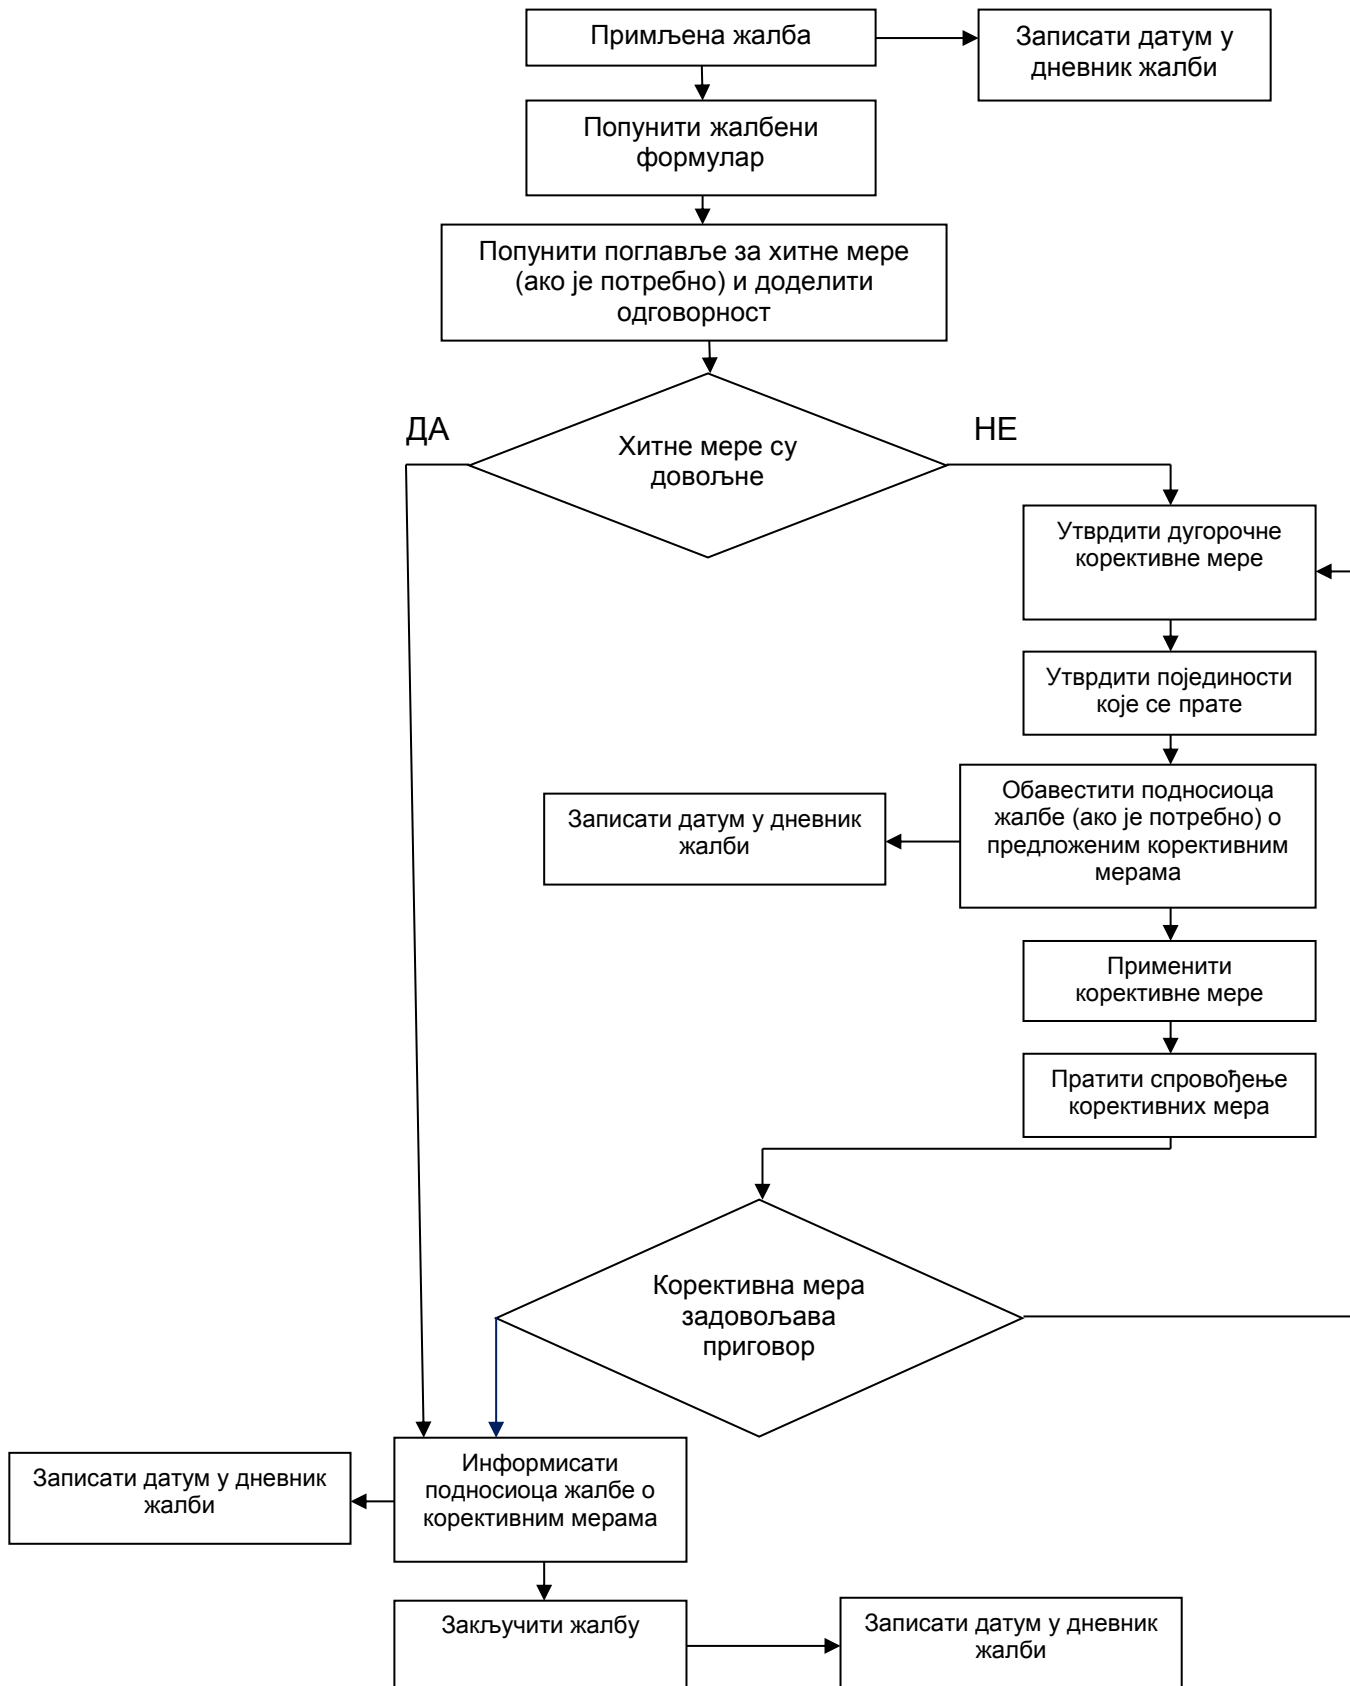 Примљена жалба
Записати датум у
дневник жалби
Попунити жалбени
формулар
Попунити поглавље за хитне мере
(ако је потребно) и доделити
одговорност
ДА
НЕ
Хитне мере су
довољне
Утврдити дугорочне
корективне мере
Утврдити појединости
које се прате
Обавестити подносиоца
жалбе (ако је потребно) о
предложеним корективним
мерама
Записати датум у дневник
жалби
Применити
корективне мере
Пратити спровођење
корективних мера
Корективна мера
задовољава
приговор
Информисати
подносиоца жалбе о
корективним мерама
Записати датум у дневник
жалби
Закључити жалбу
Записати датум у дневник
жалби